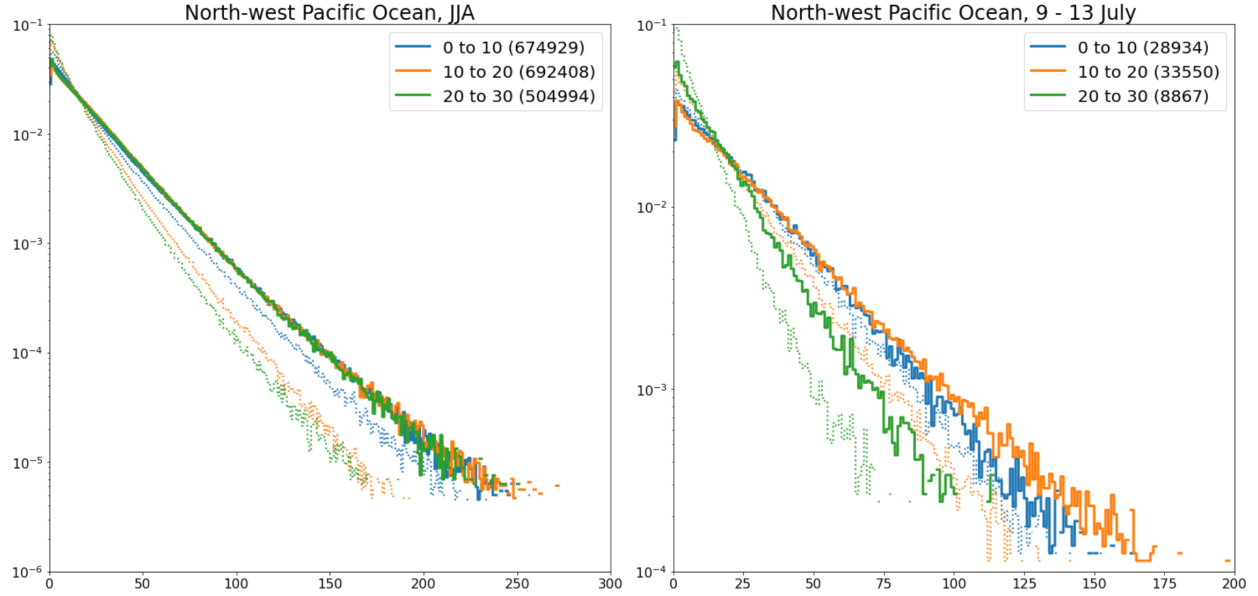 North-west Pacific Ocean, JJA
10⁻¹
10⁻²
10⁻³
10⁻⁴
10⁻⁵
10⁻⁶
0 to 10 (674929)
10 to 20 (692408)
20 to 30 (504994)
0 50 100 150 200 250 300
North-west Pacific Ocean, 9 - 13 July
10⁻¹
10⁻²
10⁻³
10⁻⁴
0 to 10 (28934)
10 to 20 (33550)
20 to 30 (8867)
0 25 50 75 100 125 150 175 200